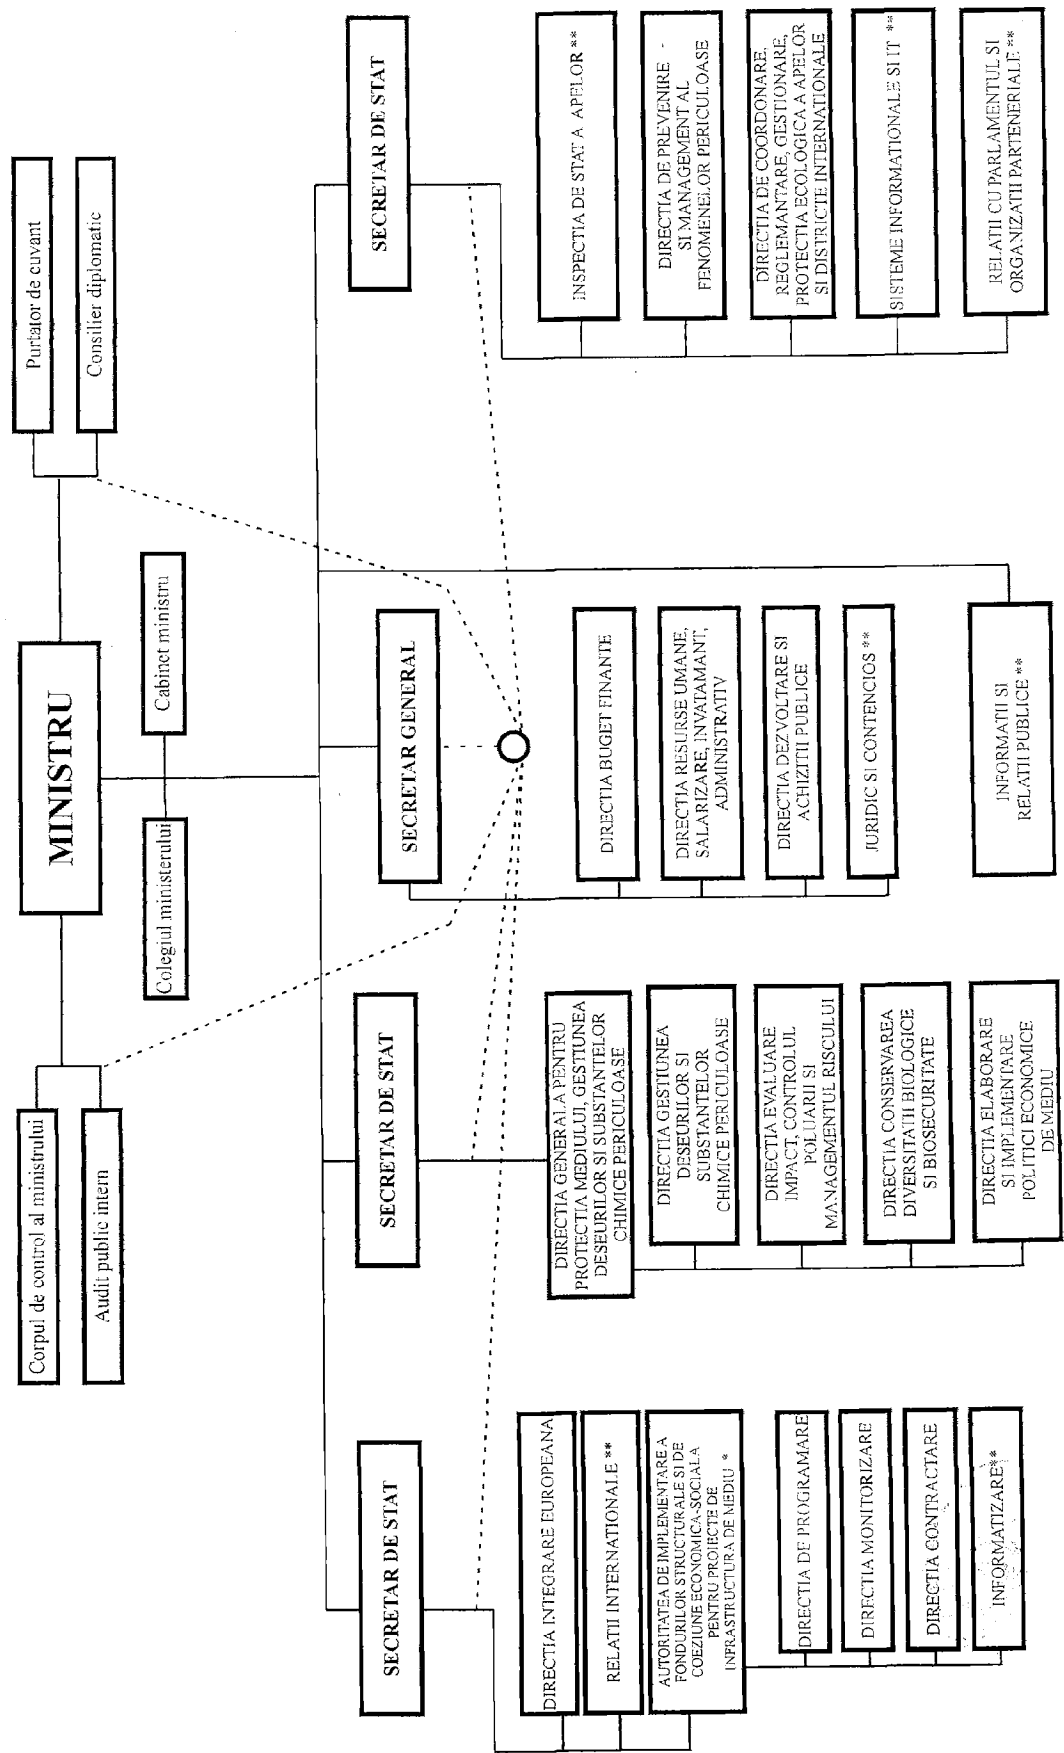 MINISTRU
Corpul de control al ministrului
Audit public intern
Purtator de cuvant
Consilier diplomatic
Colegiul ministerului
Cabinet ministru
SECRETAR DE STAT
DIRECTIA INTEGRARE EUROPEANA
RELATII INTERNATIONALE **
AUTORITATEA DE IMPLEMENTARE A
FONDURILOR STRUCTURALE SI DE
COEZIUNE ECONOMICA-SOCIALA
PENTRU PROIECTE DE
INFRASTRUCTURA DE MEDIU *
DIRECTIA DE PROGRAMARE
DIRECTIA MONITORIZARE
DIRECTIA CONTRACTARE
INFORMATIZARE**
SECRETAR DE STAT
DIRECTIA GENERALA PENTRU
PROTECTIA MEDIULUI, GESTIUNEA
DESEURILOR SI SUBSTANTELOR
CHIMICE PERICULOASE
DIRECTIA GESTIUNEA
DESEURILOR SI
SUBSTANTELOR
CHIMICE PERICULOASE
DIRECTIA EVALUARE
IMPACT, CONTROLUL
POLUARII SI
MANAGEMENTUL RISCULUI
DIRECTIA CONSERVAREA
DIVERSITATII BIOLOGICE
SI BIOSECURITATE
DIRECTIA ELABORARE
SI IMPLEMENTARE
POLITICI ECONOMICE
DE MEDIU
SECRETAR GENERAL
DIRECTIA BUGET FINANTE
DIRECTIA RESURSE UMANE,
SALARIZARE, INVATAMANT,
ADMINISTRATIV
DIRECTIA DEZVOLTARE SI
ACHIZITII PUBLICE
JURIDIC SI CONTENCIOS **
INFORMATII SI
RELATII PUBLICE **
SECRETAR DE STAT
INSPECTIA DE STAT A APELOR **
DIRECTIA DE PREVENIRE -
SI MANAGEMENT AL
FENOMENELOR PERICULOASE
DIRECTIA DE COORDONARE,
REGLEMANTARE, GESTIONARE,
PROTECTIA ECOLOGICA A APELOR
SI DISTRICTE INTERNATIONALE
SISTEME INFORMATIONALE SI IT **
RELATII CU PARLAMENTUL SI
ORGANIZATII PARTENERIALE **